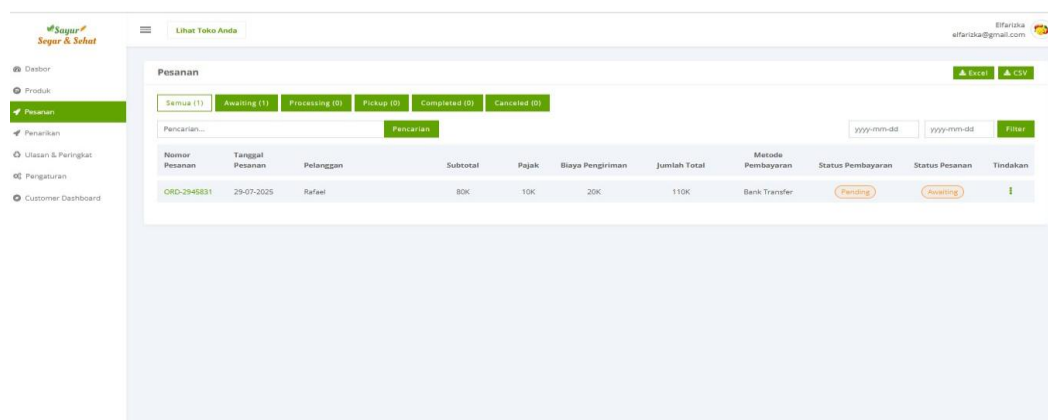 Sayur
Segar & Sehat
Lihat Toko Anda
Elfarizka
elfarizka@gmail.com
Dasbor
Produk
Pesanan
Penarikan
Ulasan & Peringkat
Pengaturan
Customer Dashboard
Pesanan
Excel
CSV
Semua (1) Awaiting (1) Processing (0) Pickup (0) Completed (0) Canceled (0)
Pencarian... Pencarian yyyy-mm-dd yyyy-mm-dd Filter
Nomor Pesanan Tanggal Pesanan Pelanggan Subtotal Pajak Biaya Pengiriman Jumlah Total Metode Pembayaran Status Pembayaran Status Pesanan Tindakan
ORD-2945831 29-07-2025 Rafael 80K 10K 20K 110K Bank Transfer Pending Awaiting